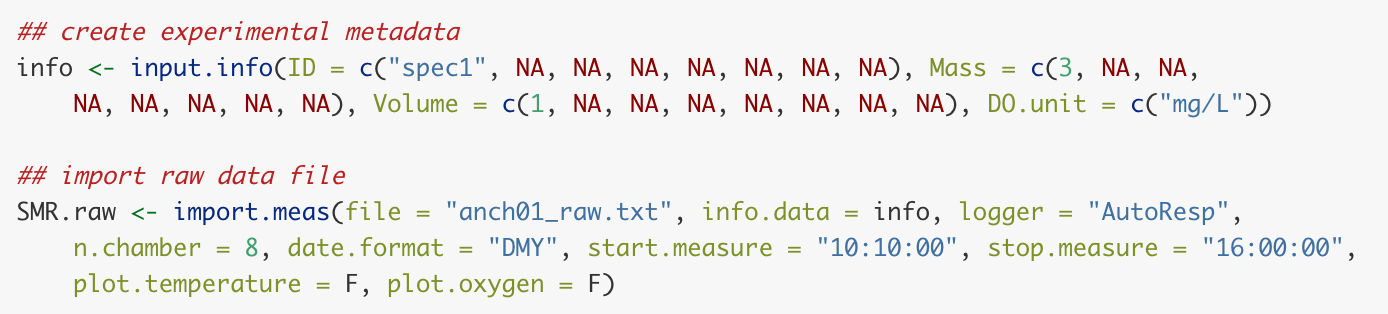 ## create experimental metadata
info <- input.info(ID = c("spec1", NA, NA, NA, NA, NA, NA, NA), Mass = c(3, NA, NA,
    NA, NA, NA, NA, NA), Volume = c(1, NA, NA, NA, NA, NA, NA, NA), DO.unit = c("mg/L"))

## import raw data file
SMR.raw <- import.meas(file = "anch01_raw.txt", info.data = info, logger = "AutoResp",
    n.chamber = 8, date.format = "DMY", start.measure = "10:10:00", stop.measure = "16:00:00",
    plot.temperature = F, plot.oxygen = F)